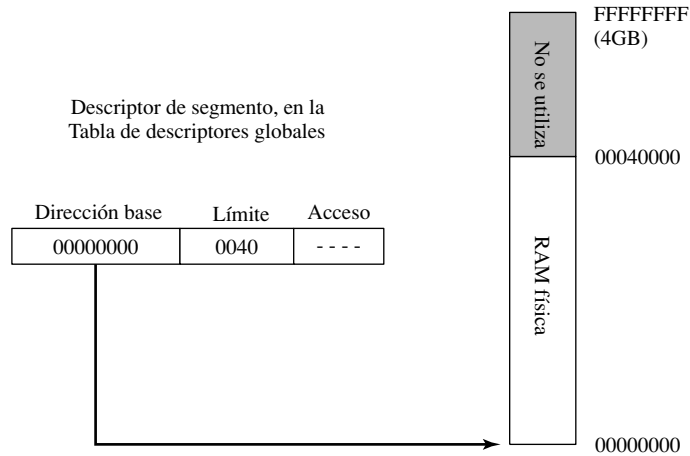 FFFFFFFF
(4GB)
No se utiliza
Descriptor de segmento, en la
Tabla de descriptores globales
00040000
Dirección base Límite Acceso
00000000 0040 - - - -
RAM física
00000000